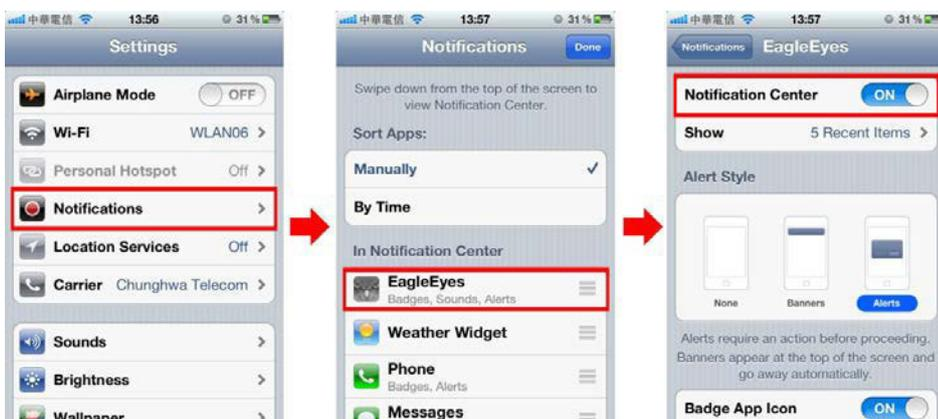 中華電信 13:56 31%
Settings
Airplane Mode OFF
Wi-Fi WLAN06
Personal Hotspot Off
Notifications
Location Services Off
Carrier Chunghwa Telecom
Sounds
Brightness
Wallpaper
中華電信 13:57 31%
Notifications Done
Swipe down from the top of the screen to
view Notification Center.
Sort Apps:
Manually
By Time
In Notification Center
EagleEyes
Badges, Sounds, Alerts
Weather Widget
Phone
Badges, Alerts
Messages
中華電信 13:57 31%
Notifications EagleEyes
Notification Center ON
Show 5 Recent Items
Alert Style
None Banners Alerts
Alerts require an action before proceeding.
Banners appear at the top of the screen and
go away automatically.
Badge App Icon ON